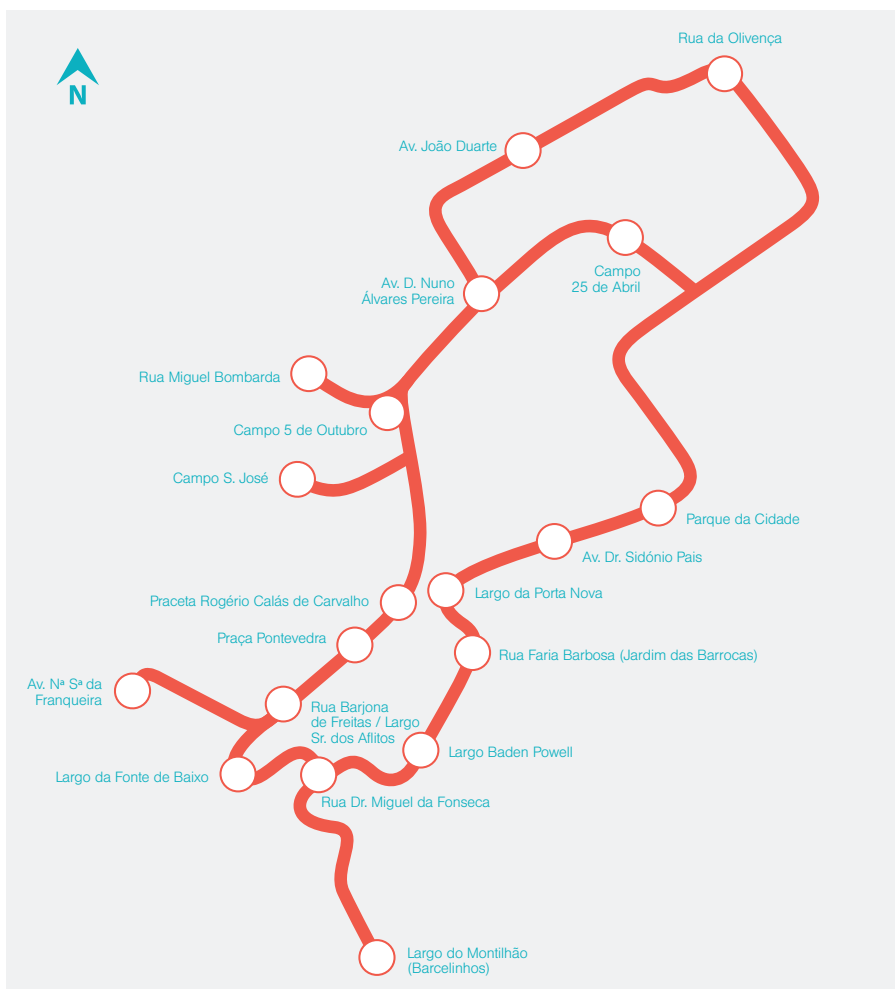 Rua da Olivença
N
Av. João Duarte
Campo
25 de Abril
Av. D. Nuno
Álvares Pereira
Rua Miguel Bombarda
Campo 5 de Outubro
Campo S. José
Parque da Cidade
Av. Dr. Sidónio Pais
Largo da Porta Nova
Praceta Rogério Calás de Carvalho
Praça Pontevedra
Rua Faria Barbosa (Jardim das Barrocas)
Av. Nª Sª da
Franqueira
Rua Barjona
de Freitas / Largo
Sr. dos Aflitos
Largo Baden Powell
Largo da Fonte de Baixo
Rua Dr. Miguel da Fonseca
Largo do Montilhão
(Barcelinhos)